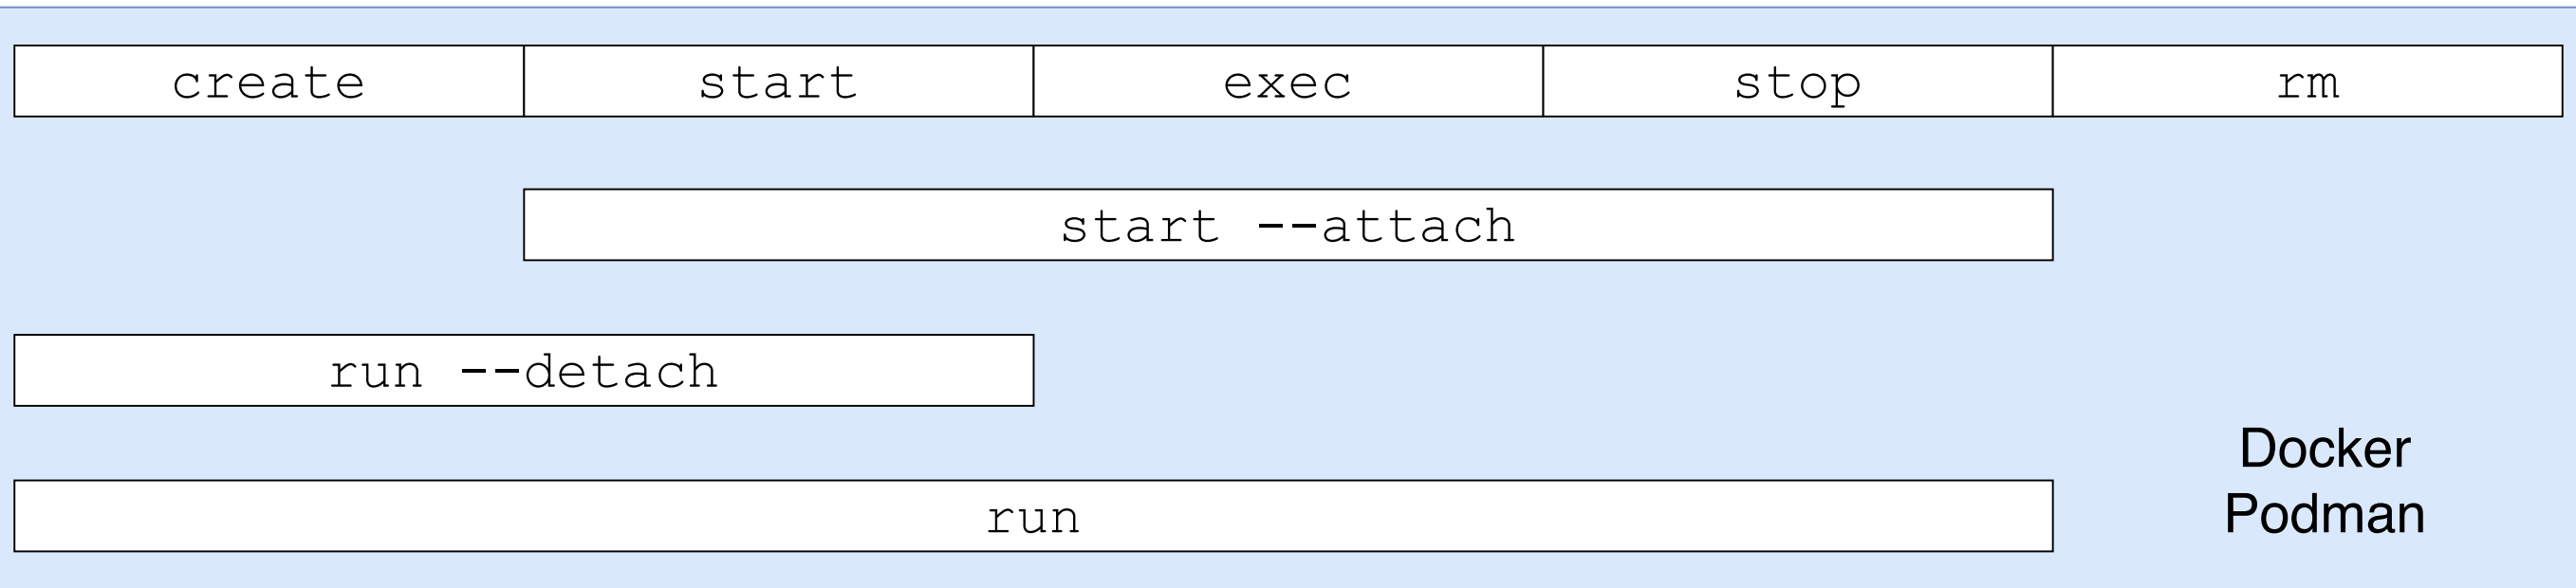 create start exec stop rm
start --attach
run --detach
Docker
run
Podman